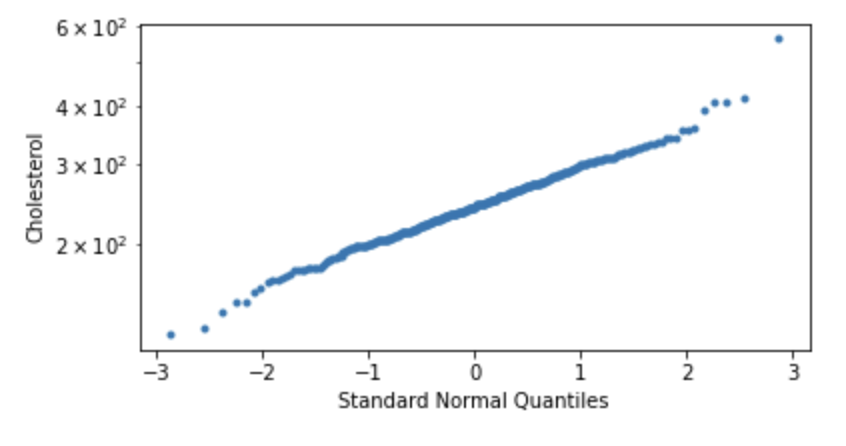 6 × 10²
4 × 10²
3 × 10²
2 × 10²
Cholesterol
−3 −2 −1 0 1 2 3
Standard Normal Quantiles